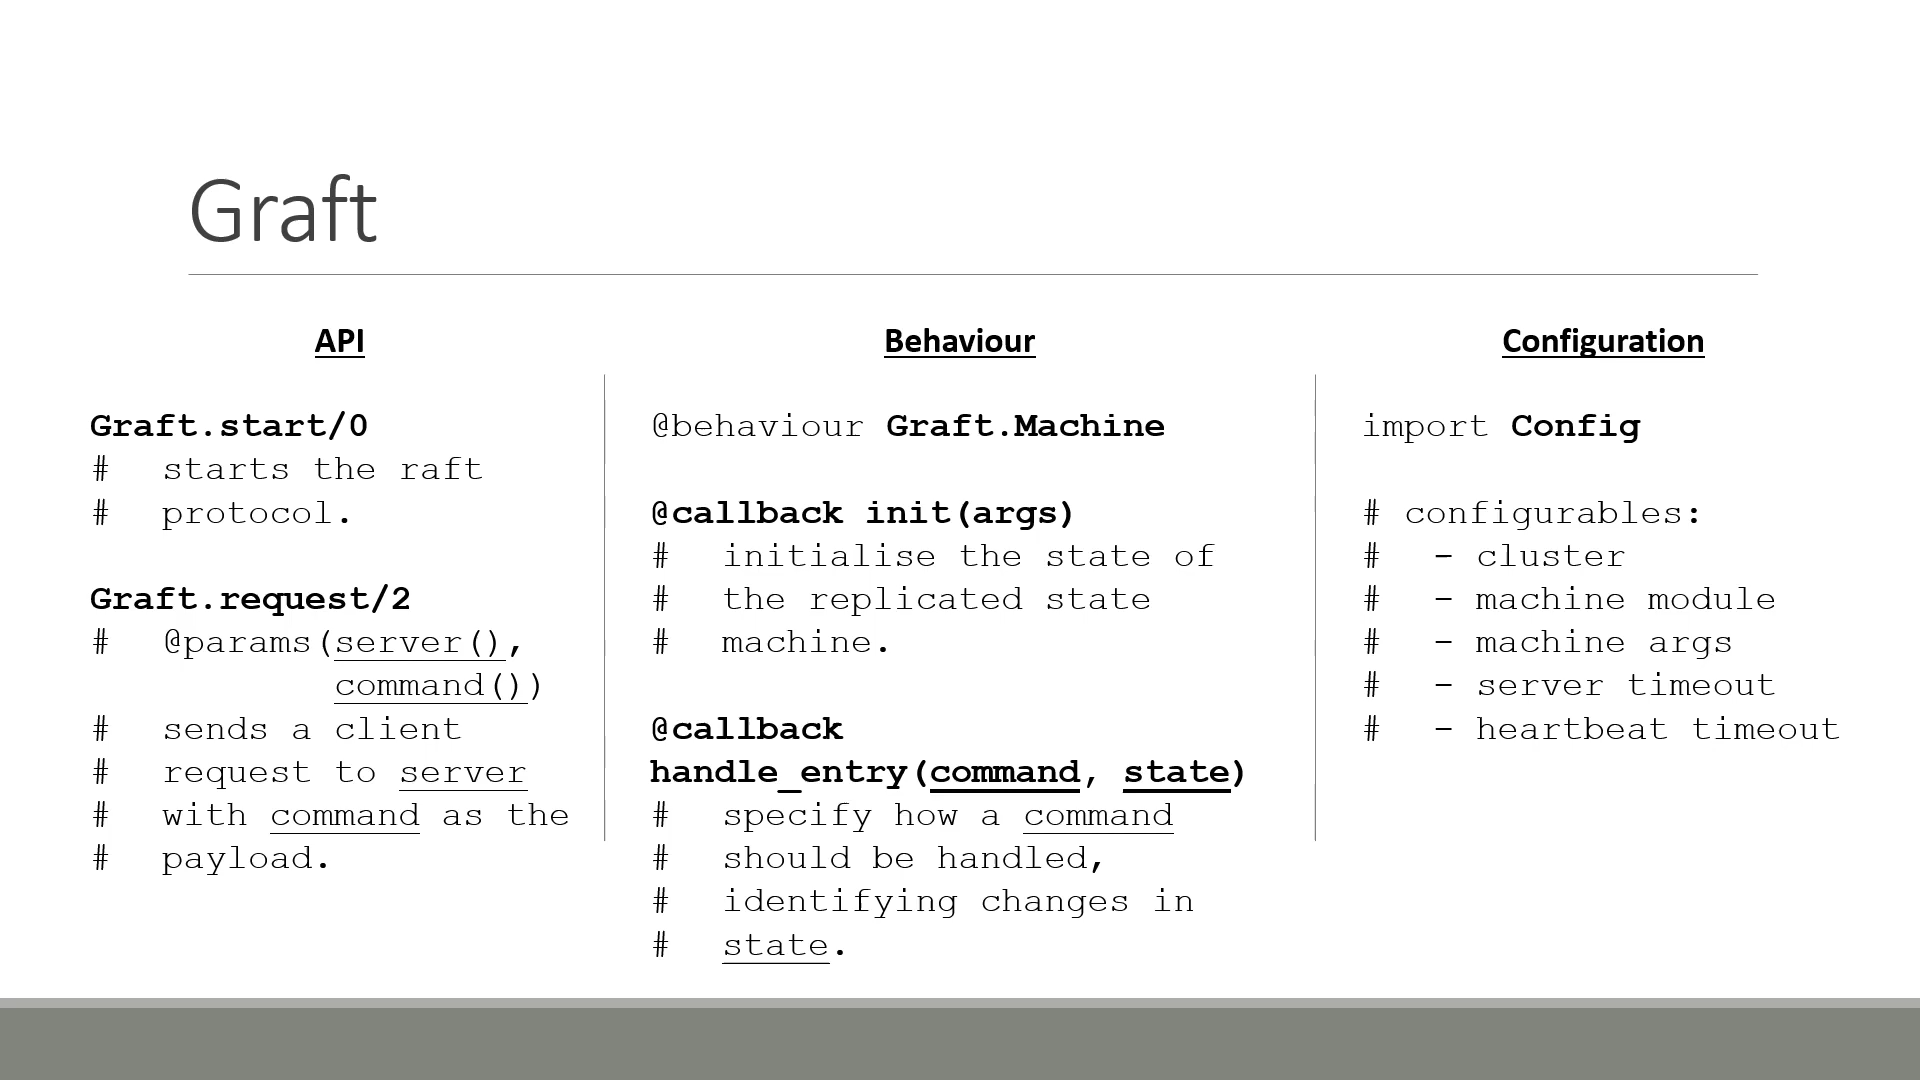 Graft
API
Graft.start/0
# starts the raft
# protocol.
Graft.request/2
# @params(server(),
command())
# sends a client
# request to server
# with command as the
# payload.
Behaviour
@behaviour Graft.Machine
@callback init(args)
# initialise the state of
# the replicated state
# machine.
@callback
handle_entry(command, state)
# specify how a command
# should be handled,
# identifying changes in
# state.
Configuration
import Config
# configurables:
# - cluster
# - machine module
# - machine args
# - server timeout
# - heartbeat timeout